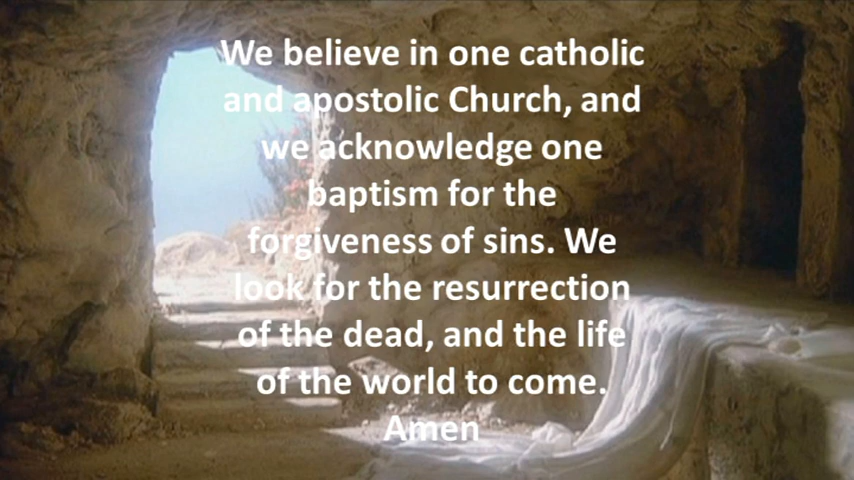 We believe in one catholic
and apostolic Church, and
we acknowledge one
baptism for the
forgiveness of sins. We
look for the resurrection
of the dead, and the life
of the world to come.
Amen